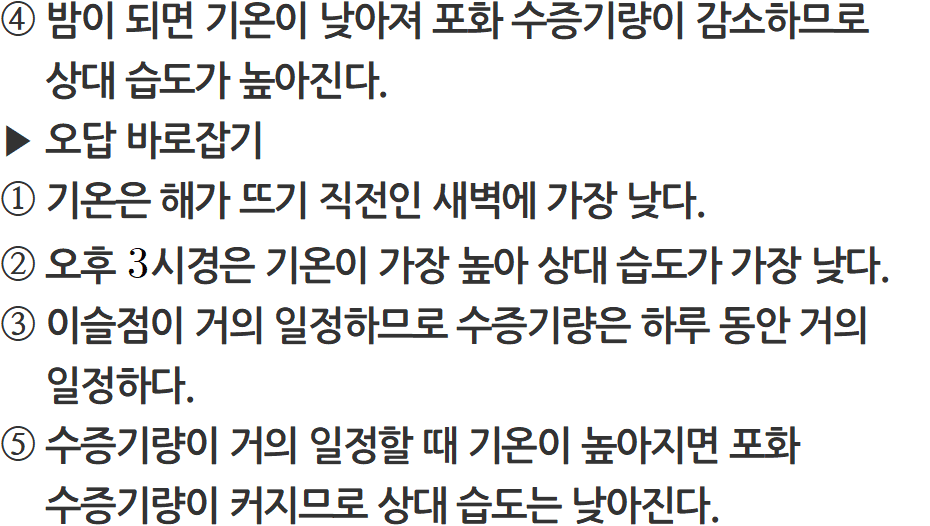 ④ 밤이 되면 기온이 낮아져 포화 수증기량이 감소하므로
상대 습도가 높아진다.
▶ 오답 바로잡기
① 기온은 해가 뜨기 직전인 새벽에 가장 낮다.
② 오후 3시경은 기온이 가장 높아 상대 습도가 가장 낮다.
③ 이슬점이 거의 일정하므로 수증기량은 하루 동안 거의
일정하다.
⑤ 수증기량이 거의 일정할 때 기온이 높아지면 포화
수증기량이 커지므로 상대 습도는 낮아진다.